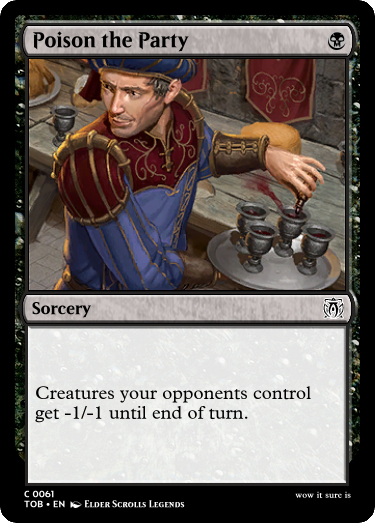 Poison the Party
Sorcery
Creatures your opponents control
get -1/-1 until end of turn.
C 0061
TOB • EN Elder Scrolls Legends
wow it sure is